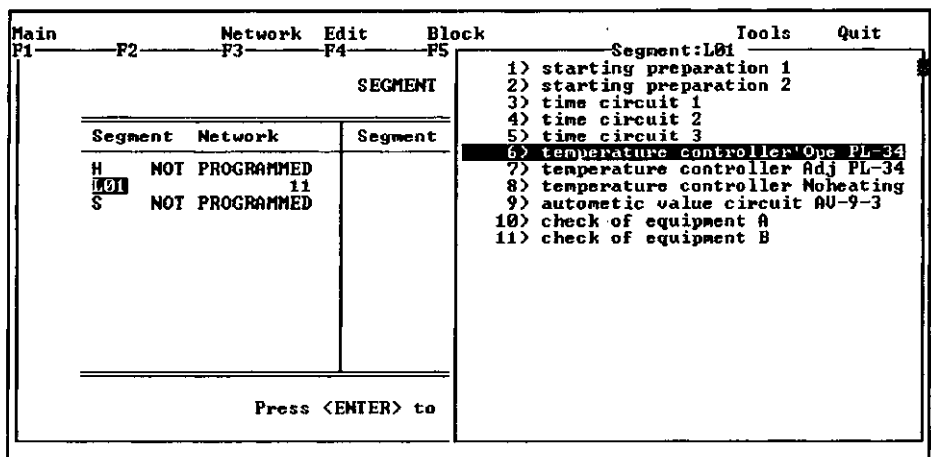 Main Network Edit Block Tools Quit
F1 F2 F3 F4 F5 Segment:L01
SEGMENT
Segment Network Segment
H NOT PROGRAMMED
L01 11
S NOT PROGRAMMED
Press <ENTER> to
1) starting preparation 1
2) starting preparation 2
3) time circuit 1
4) time circuit 2
5) time circuit 3
6) temperature controller'Ope PL-34
7) temperature controller Adj PL-34
8) temperature controller Noheating
9) autometic value circuit AV-9-3
10) check of equipment A
11) check of equipment B